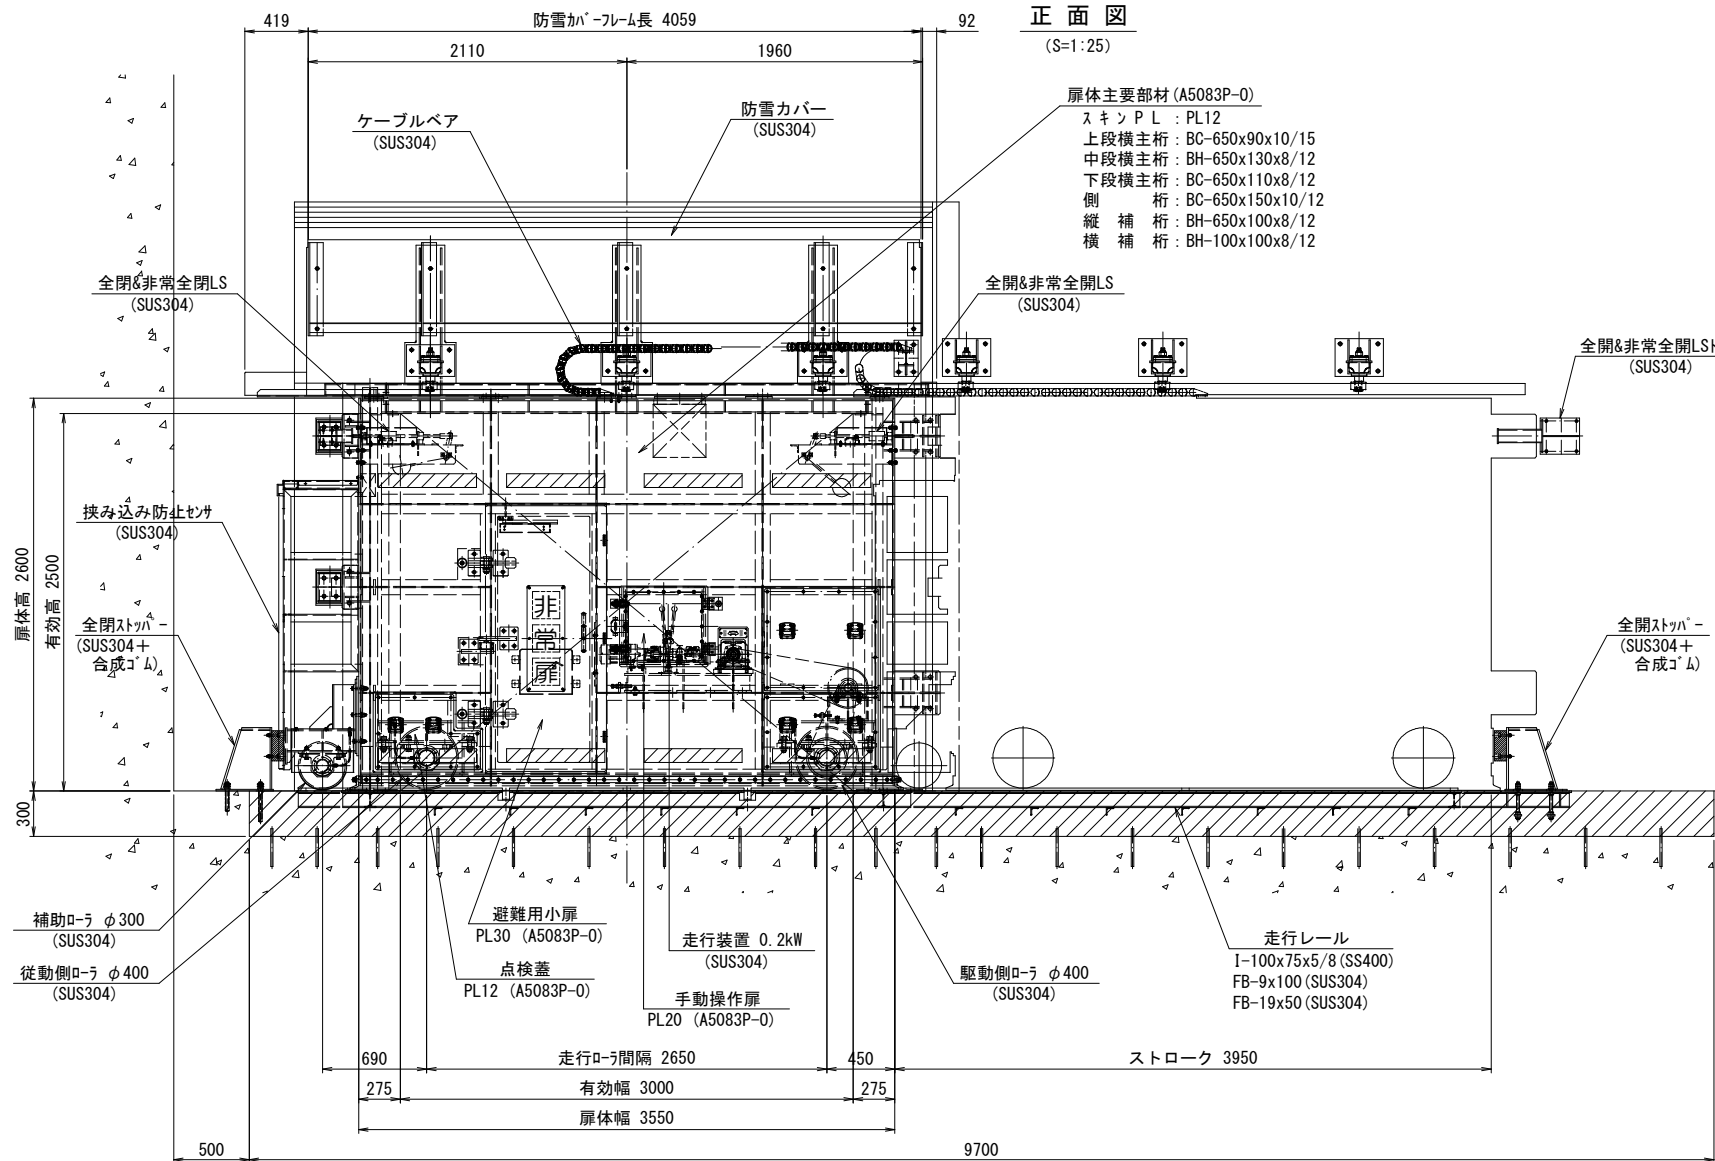 正面図
(S=1:25)
419
防雪カバーフレーム長 4059
92
2110
1960
扉体主要部材(A5083P-O)
スキンPL : PL12
上段横主桁 : BC-650x90x10/15
中段横主桁 : BH-650x130x8/12
下段横主桁 : BC-650x110x8/12
側桁 : BC-650x150x10/12
縦補桁 : BH-650x100x8/12
横補桁 : BH-100x100x8/12
ケーブルベア
(SUS304)
防雪カバー
(SUS304)
全閉&非常全閉LS
(SUS304)
全開&非常全開LS
(SUS304)
全開&非常全開LS
(SUS304)
挟み込み防止センサ
(SUS304)
扉体高 2600
有効高 2500
全閉ストッパー
(SUS304+
合成ゴム)
非常扉
全開ストッパー
(SUS304+
合成ゴム)
300
補助ローラ φ300
(SUS304)
従動側ローラ φ400
(SUS304)
避難用小扉
PL30 (A5083P-O)
点検蓋
PL12 (A5083P-O)
走行装置 0.2kW
(SUS304)
手動操作扉
PL20 (A5083P-O)
駆動側ローラ φ400
(SUS304)
走行レール
I-100x75x5/8(SS400)
FB-9x100(SUS304)
FB-19x50(SUS304)
690
走行ローラ間隔 2650
450
ストローク 3950
275
有効幅 3000
275
扉体幅 3550
500
9700